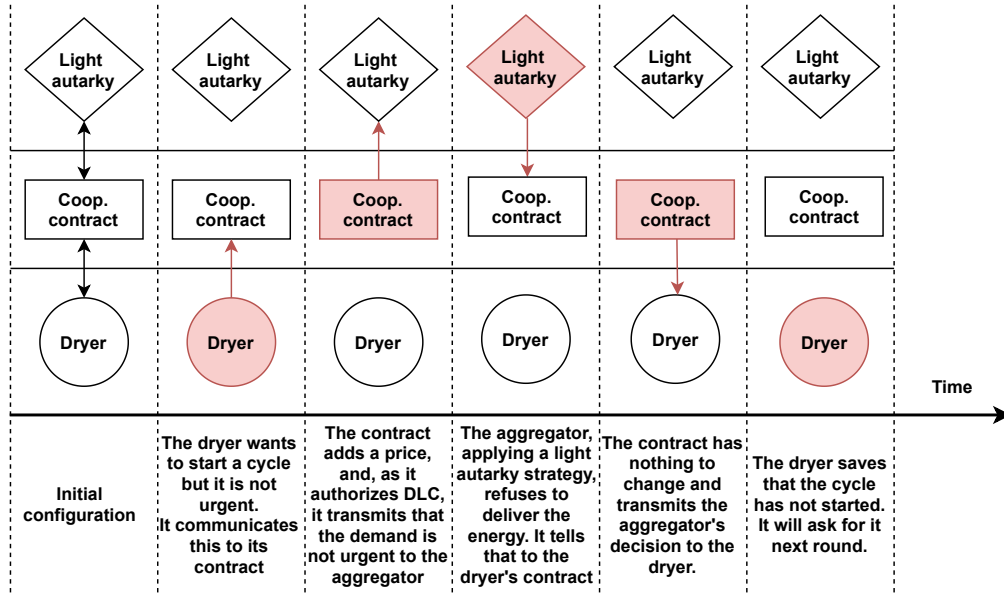 Light
autarky
Light
autarky
Light
autarky
Light
autarky
Light
autarky
Light
autarky
Coop.
contract
Coop.
contract
Coop.
contract
Coop.
contract
Coop.
contract
Coop.
contract
Dryer
Dryer
Dryer
Dryer
Dryer
Dryer
Time
Initial
configuration
The dryer wants
to start a cycle
but it is not
urgent.
It communicates
this to its
contract
The contract
adds a price,
and, as it
authorizes DLC,
it transmits that
the demand is
not urgent to the
aggregator
The aggregator,
applying a light
autarky strategy,
refuses to
deliver the
energy. It tells
that to the
dryer's contract
The contract has
nothing to
change and
transmits the
aggregator's
decision to the
dryer.
The dryer saves
that the cycle
has not started.
It will ask for it
next round.